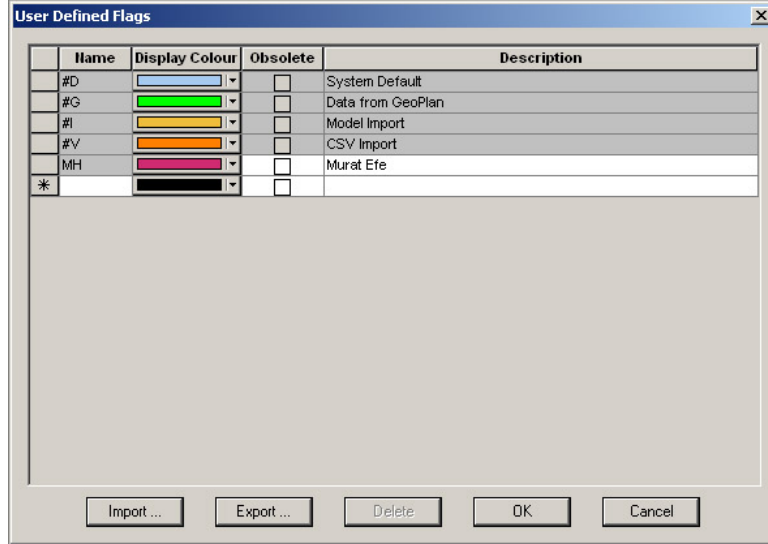 User Defined Flags
Name Display Colour Obsolete Description
#D System Default
#G Data from GeoPlan
#I Model Import
#V CSV Import
MH Murat Efe
*
Import ... Export ... Delete OK Cancel